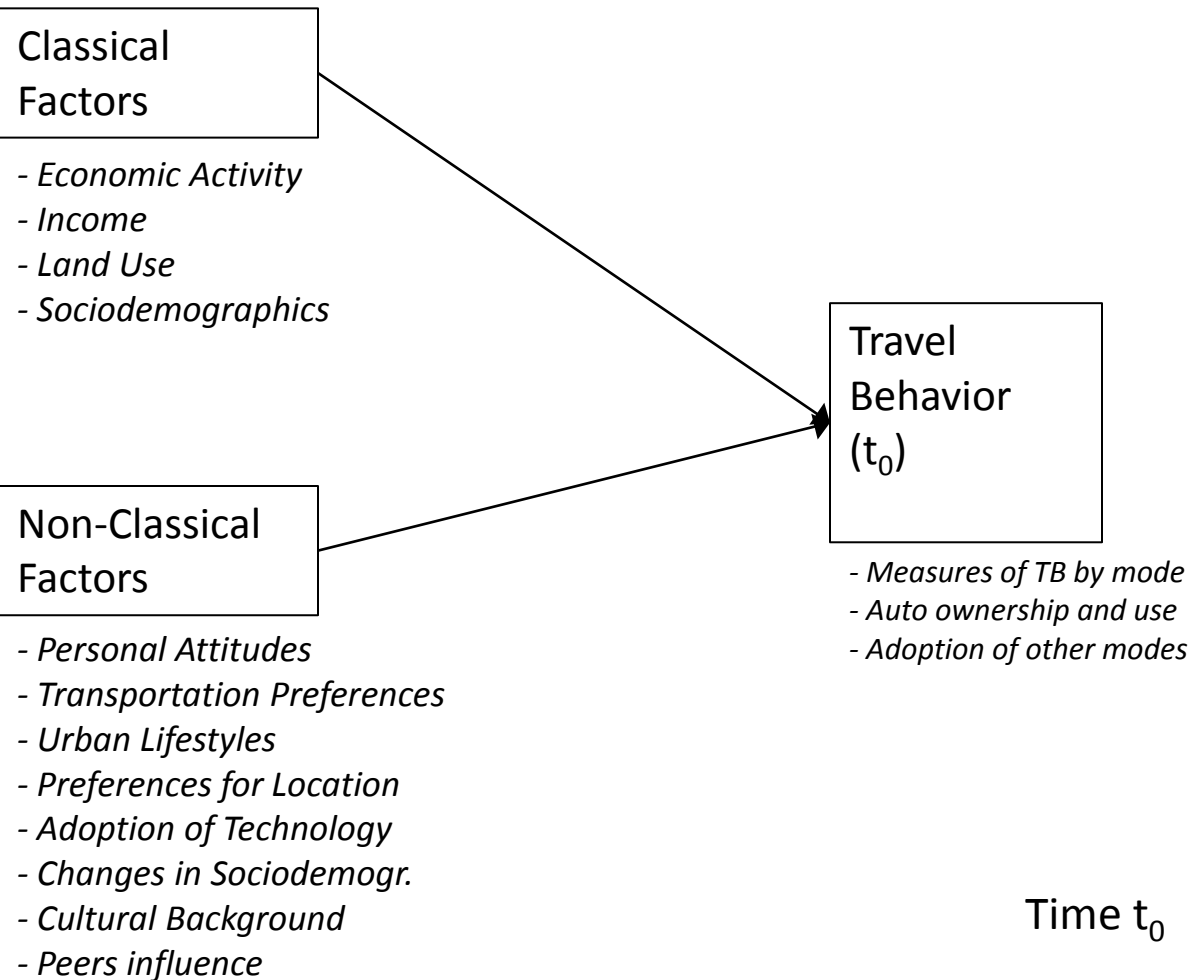 Classical
Factors
- Economic Activity
- Income
- Land Use
- Sociodemographics
Travel
Behavior
(t₀)
- Measures of TB by mode
- Auto ownership and use
- Adoption of other modes
Non-Classical
Factors
- Personal Attitudes
- Transportation Preferences
- Urban Lifestyles
- Preferences for Location
- Adoption of Technology
- Changes in Sociodemogr.
- Cultural Background
- Peers influence
Time t₀